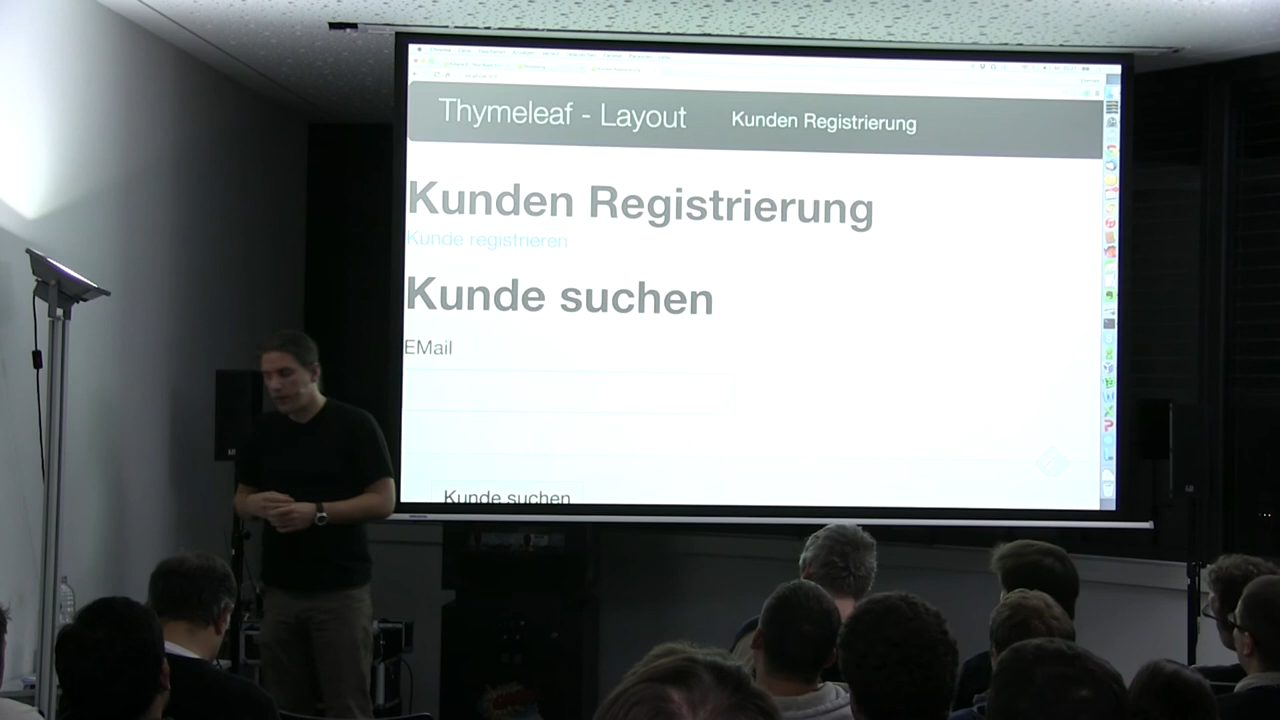 Thymeleaf - Layout
Kunden Registrierung
Kunden Registrierung
Kunde registrieren
Kunde suchen
EMail
Kunde suchen